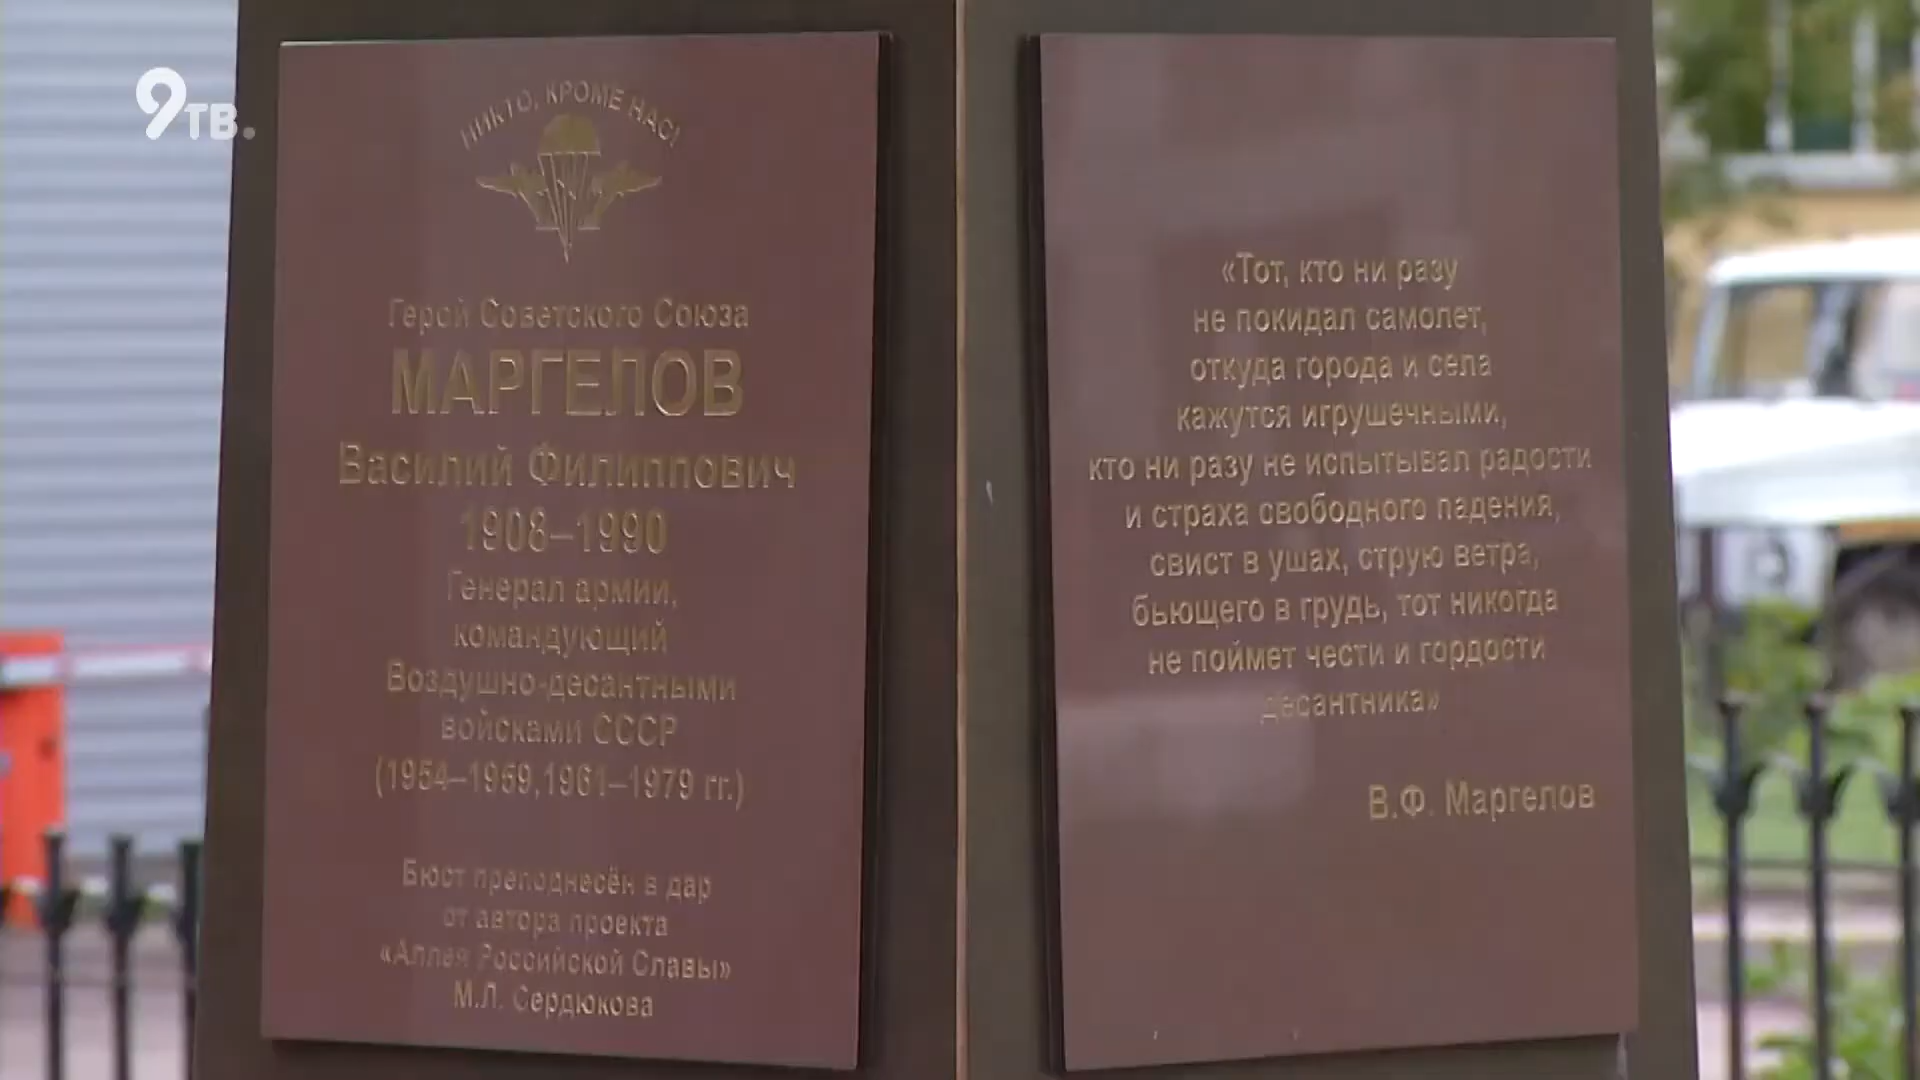 9ТВ.
НИКТО, КРОМЕ НАС!
Герой Советского Союза
МАРГЕЛОВ
Василий Филиппович
1908–1990
Генерал армии,
командующий
Воздушно-десантными
войсками СССР
(1954–1959,1961–1979 гг.)
Бюст преподнесён в дар
от автора проекта
«Аллея Российской Славы»
М.Л. Сердюкова
«Тот, кто ни разу
не покидал самолет,
откуда города и села
кажутся игрушечными,
кто ни разу не испытывал радости
и страха свободного падения,
свист в ушах, струю ветра,
бьющего в грудь, тот никогда
не поймет чести и гордости
десантника»
В.Ф. Маргелов